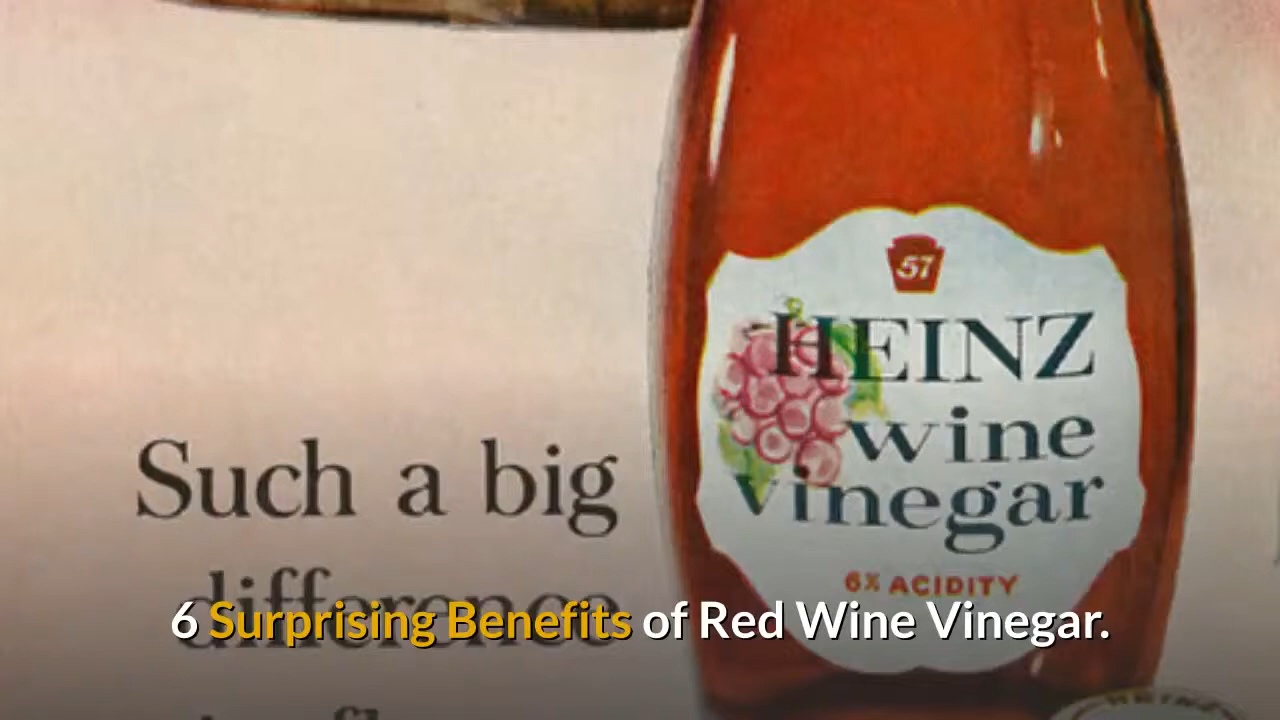 57
HEINZ
wine
vinegar
6% ACIDITY
Such a big
difference
6 Surprising Benefits of Red Wine Vinegar.